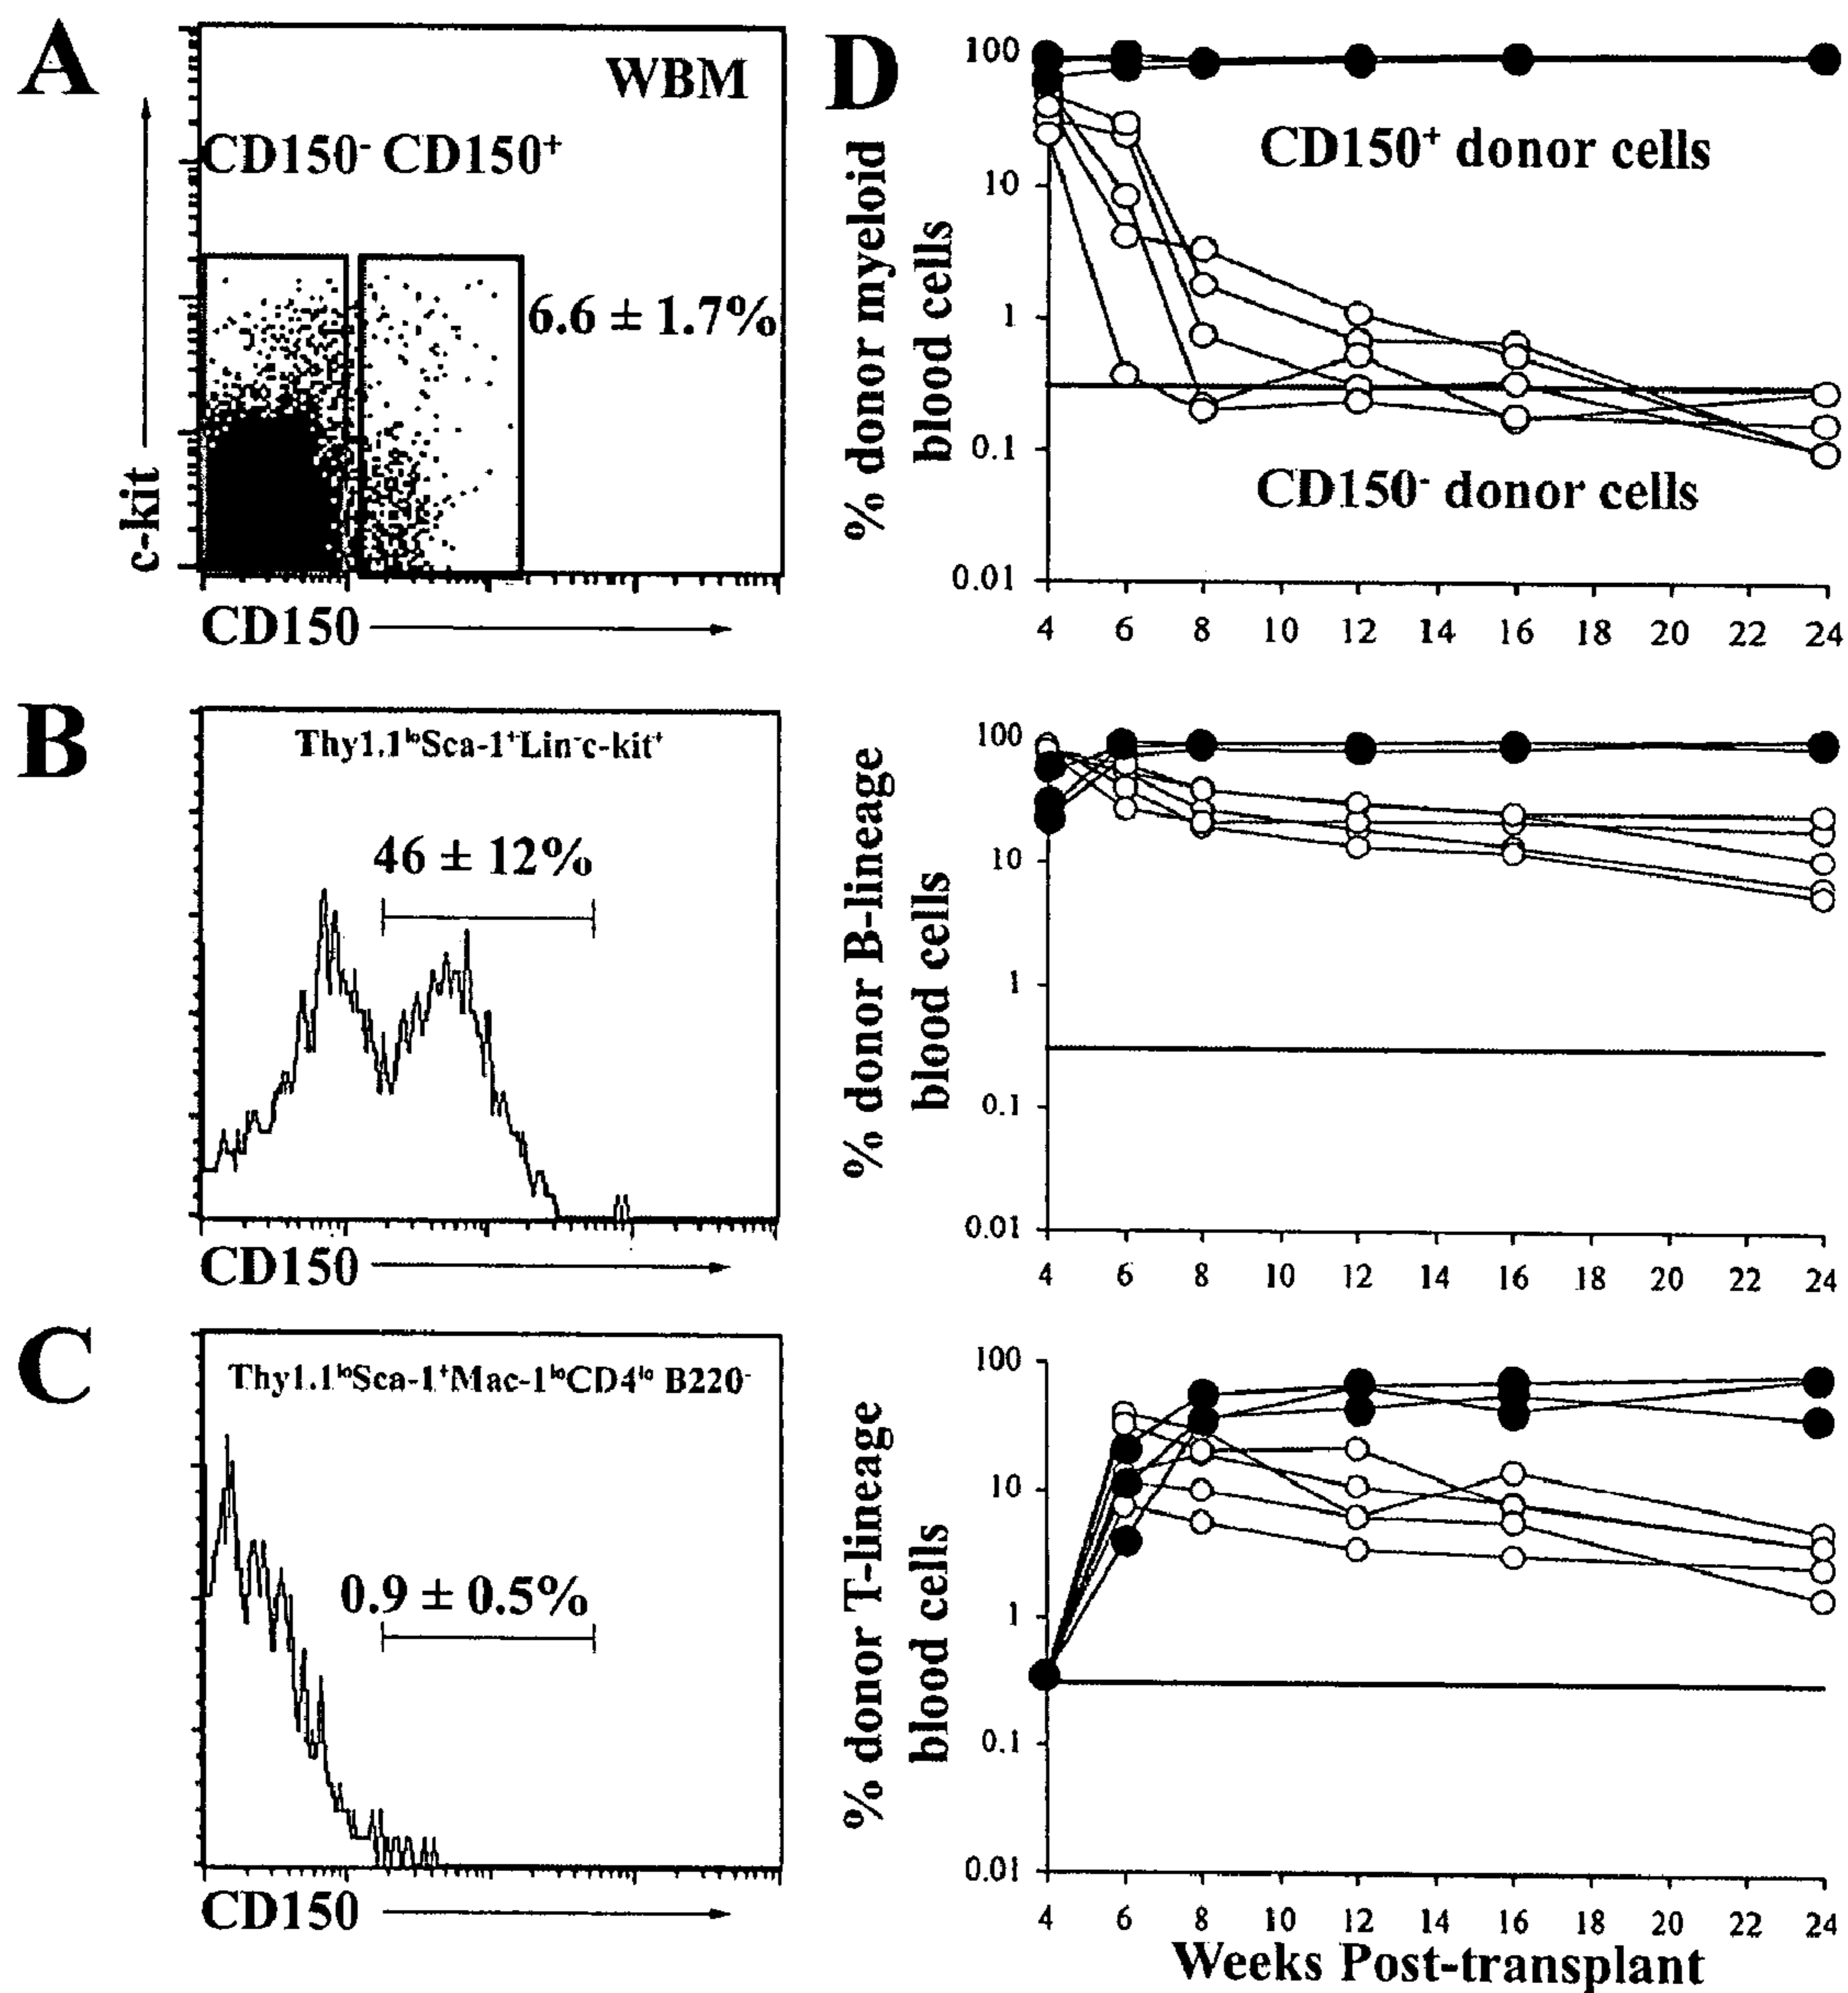 A
WBM
CD150⁻ CD150⁺
6.6 ± 1.7%
c-kit
CD150
B
Thy1.1ˡᵒSca-1⁺Lin⁻c-kit⁺
46 ± 12%
CD150
C
Thy1.1ˡᵒSca-1⁺Mac-1ˡᵒCD4ˡᵒ B220⁻
0.9 ± 0.5%
CD150
D
% donor myeloid
blood cells
100
10
1
0.1
0.01
CD150⁺ donor cells
CD150⁻ donor cells
4 6 8 10 12 14 16 18 20 22 24
% donor B-lineage
blood cells
100
10
1
0.1
0.01
4 6 8 10 12 14 16 18 20 22 24
% donor T-lineage
blood cells
100
10
1
0.1
0.01
4 6 8 10 12 14 16 18 20 22 24
Weeks Post-transplant